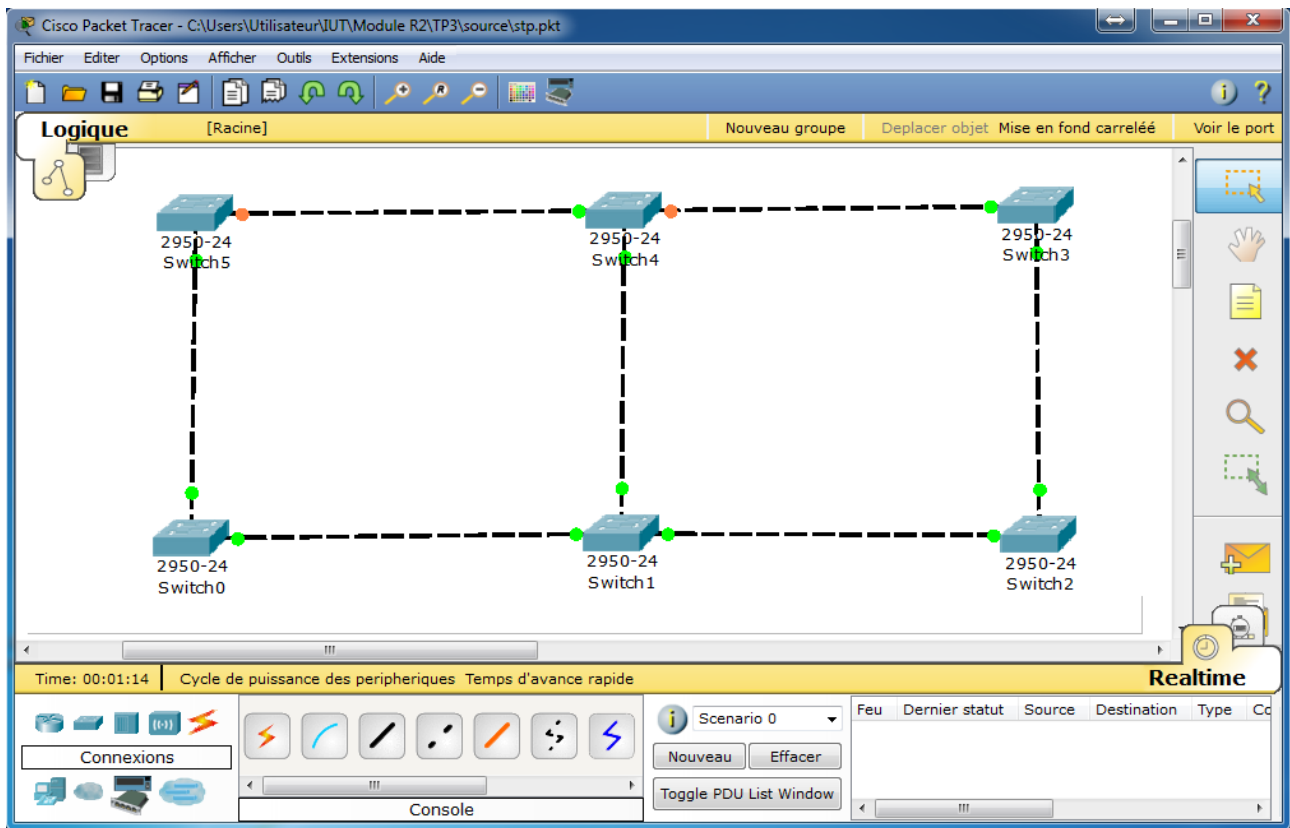 Cisco Packet Tracer - C:\Users\Utilisateur\IUT\Module R2\TP3\source\stp.pkt
Fichier Editer Options Afficher Outils Extensions Aide
Logique [Racine] Nouveau groupe Deplacer objet Mise en fond carreléé Voir le port
2950-24
Switch5
2950-24
Switch4
2950-24
Switch3
2950-24
Switch0
2950-24
Switch1
2950-24
Switch2
Time: 00:01:14 Cycle de puissance des peripheriques Temps d'avance rapide Realtime
Connexions
Console
Scenario 0
Nouveau Effacer
Toggle PDU List Window
Feu Dernier statut Source Destination Type